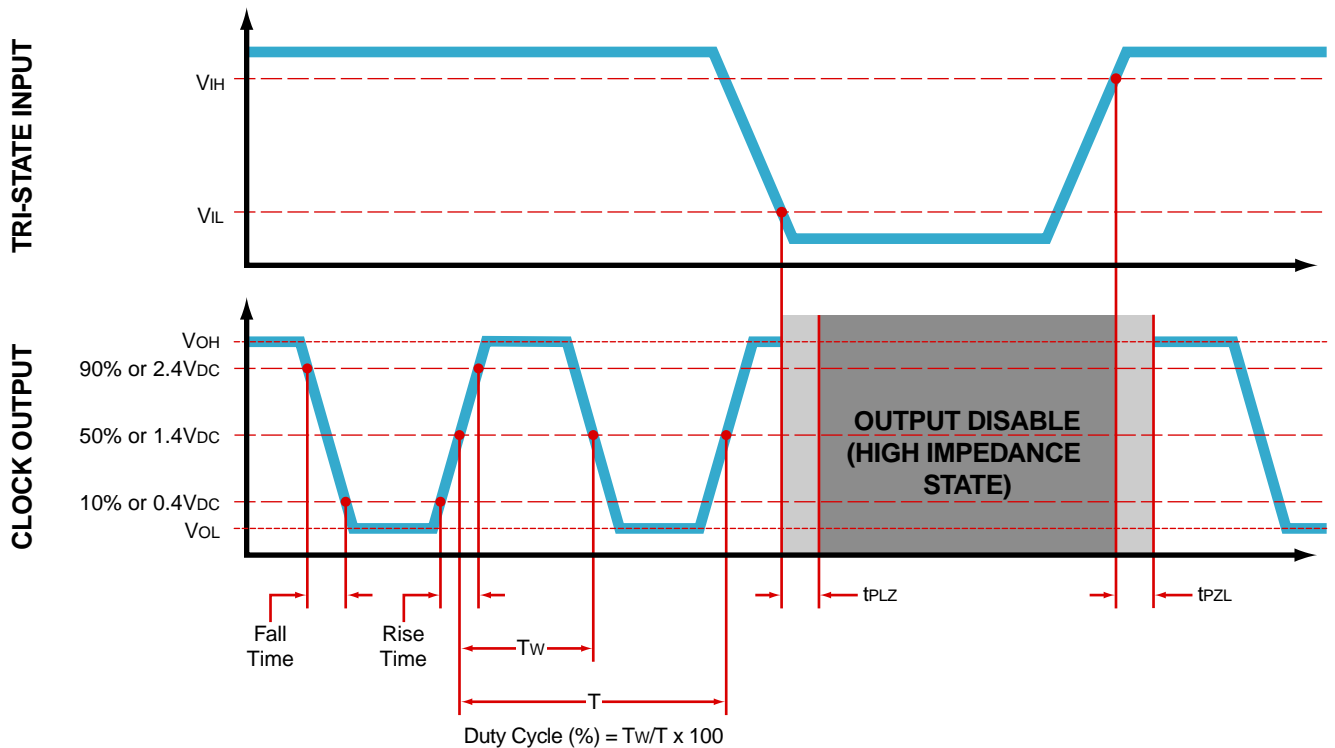 TRI-STATE INPUT
VIH
VIL
CLOCK OUTPUT
VOH
90% or 2.4VDC
50% or 1.4VDC
10% or 0.4VDC
VOL
OUTPUT DISABLE
(HIGH IMPEDANCE
STATE)
tPLZ
tPZL
Fall
Time
Rise
Time
TW
T
Duty Cycle (%) = TW/T x 100